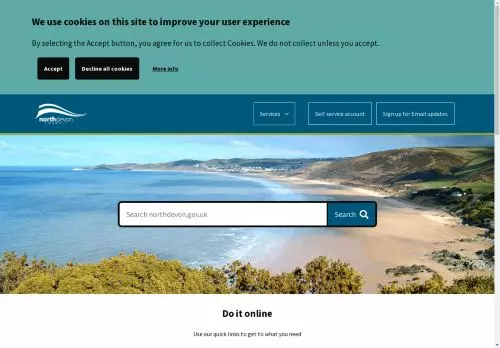 We use cookies on this site to improve your user experience
By selecting the Accept button, you agree for us to collect Cookies. We do not collect unless you accept.
Accept
Decline all cookies
More info
northdevon
Services
Self service account
Sign up for Email updates
Search northdevon.gov.uk
Search
Do it online
Use our quick links to get to what you need